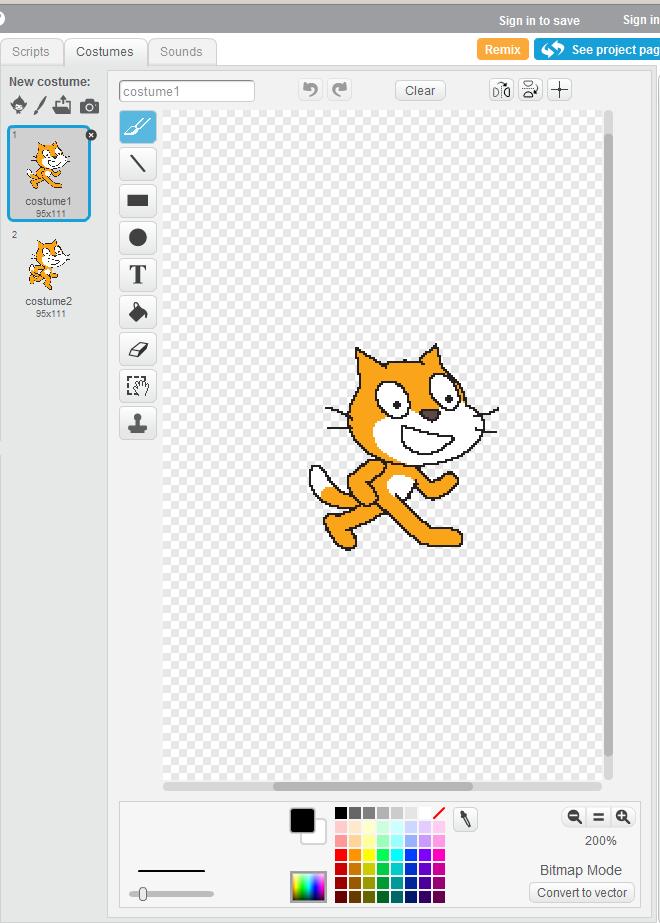 Sign in to save
Sign in
Scripts
Costumes
Sounds
Remix
See project pag
New costume:
costume1
Clear
1
costume1
95x111
2
costume2
95x111
T
200%
Bitmap Mode
Convert to vector